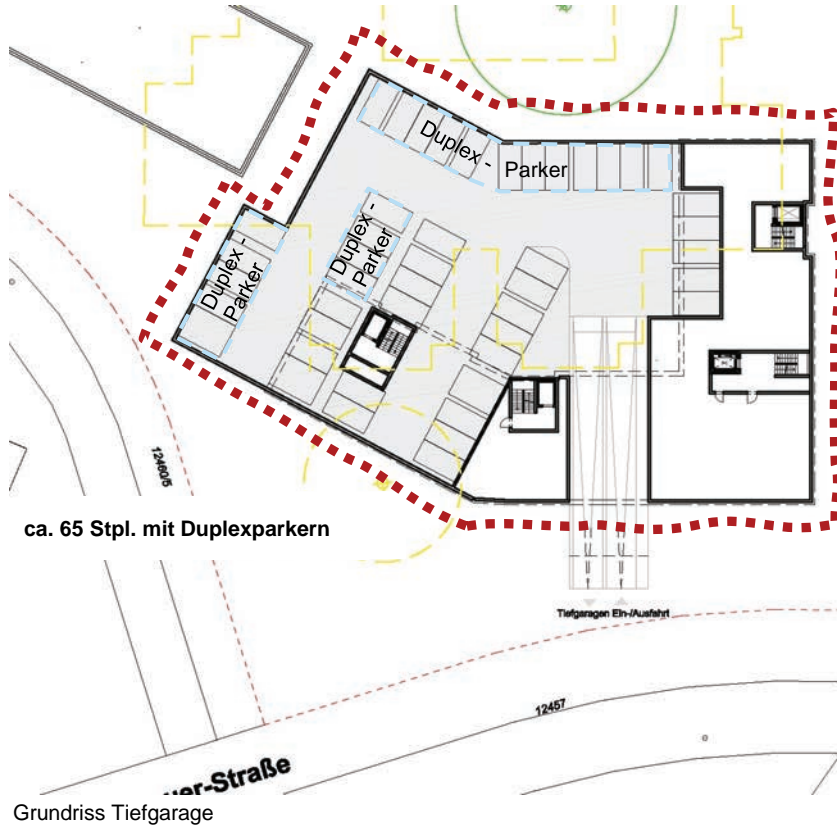 Duplex -
Parker
Duplex -
Parker
Duplex -
Parker
12460/5
ca. 65 Stpl. mit Duplexparkern
Tiefgaragen Ein-/Ausfahrt
12457
er-Straße
Grundriss Tiefgarage